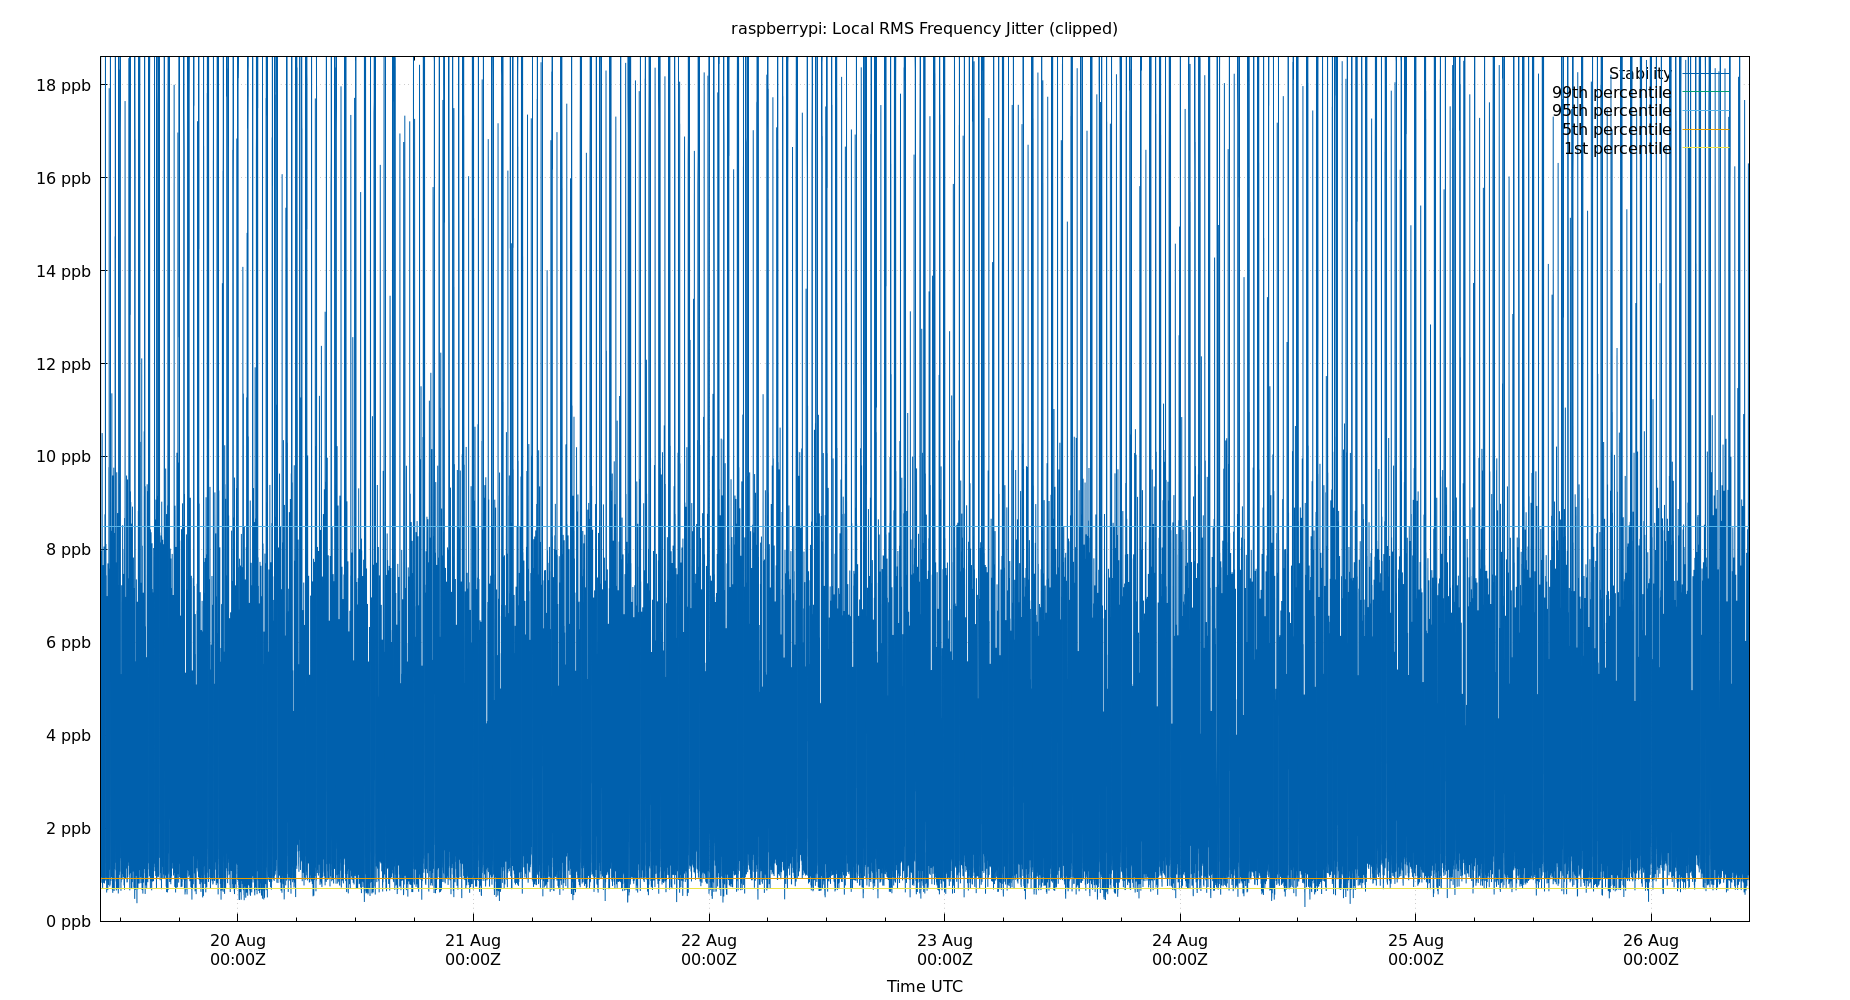 raspberrypi: Local RMS Frequency Jitter (clipped)
18 ppb
16 ppb
14 ppb
12 ppb
10 ppb
8 ppb
6 ppb
4 ppb
2 ppb
0 ppb
Stability
99th percentile
95th percentile
5th percentile
1st percentile
20 Aug
00:00Z
21 Aug
00:00Z
22 Aug
00:00Z
23 Aug
00:00Z
24 Aug
00:00Z
25 Aug
00:00Z
26 Aug
00:00Z
Time UTC